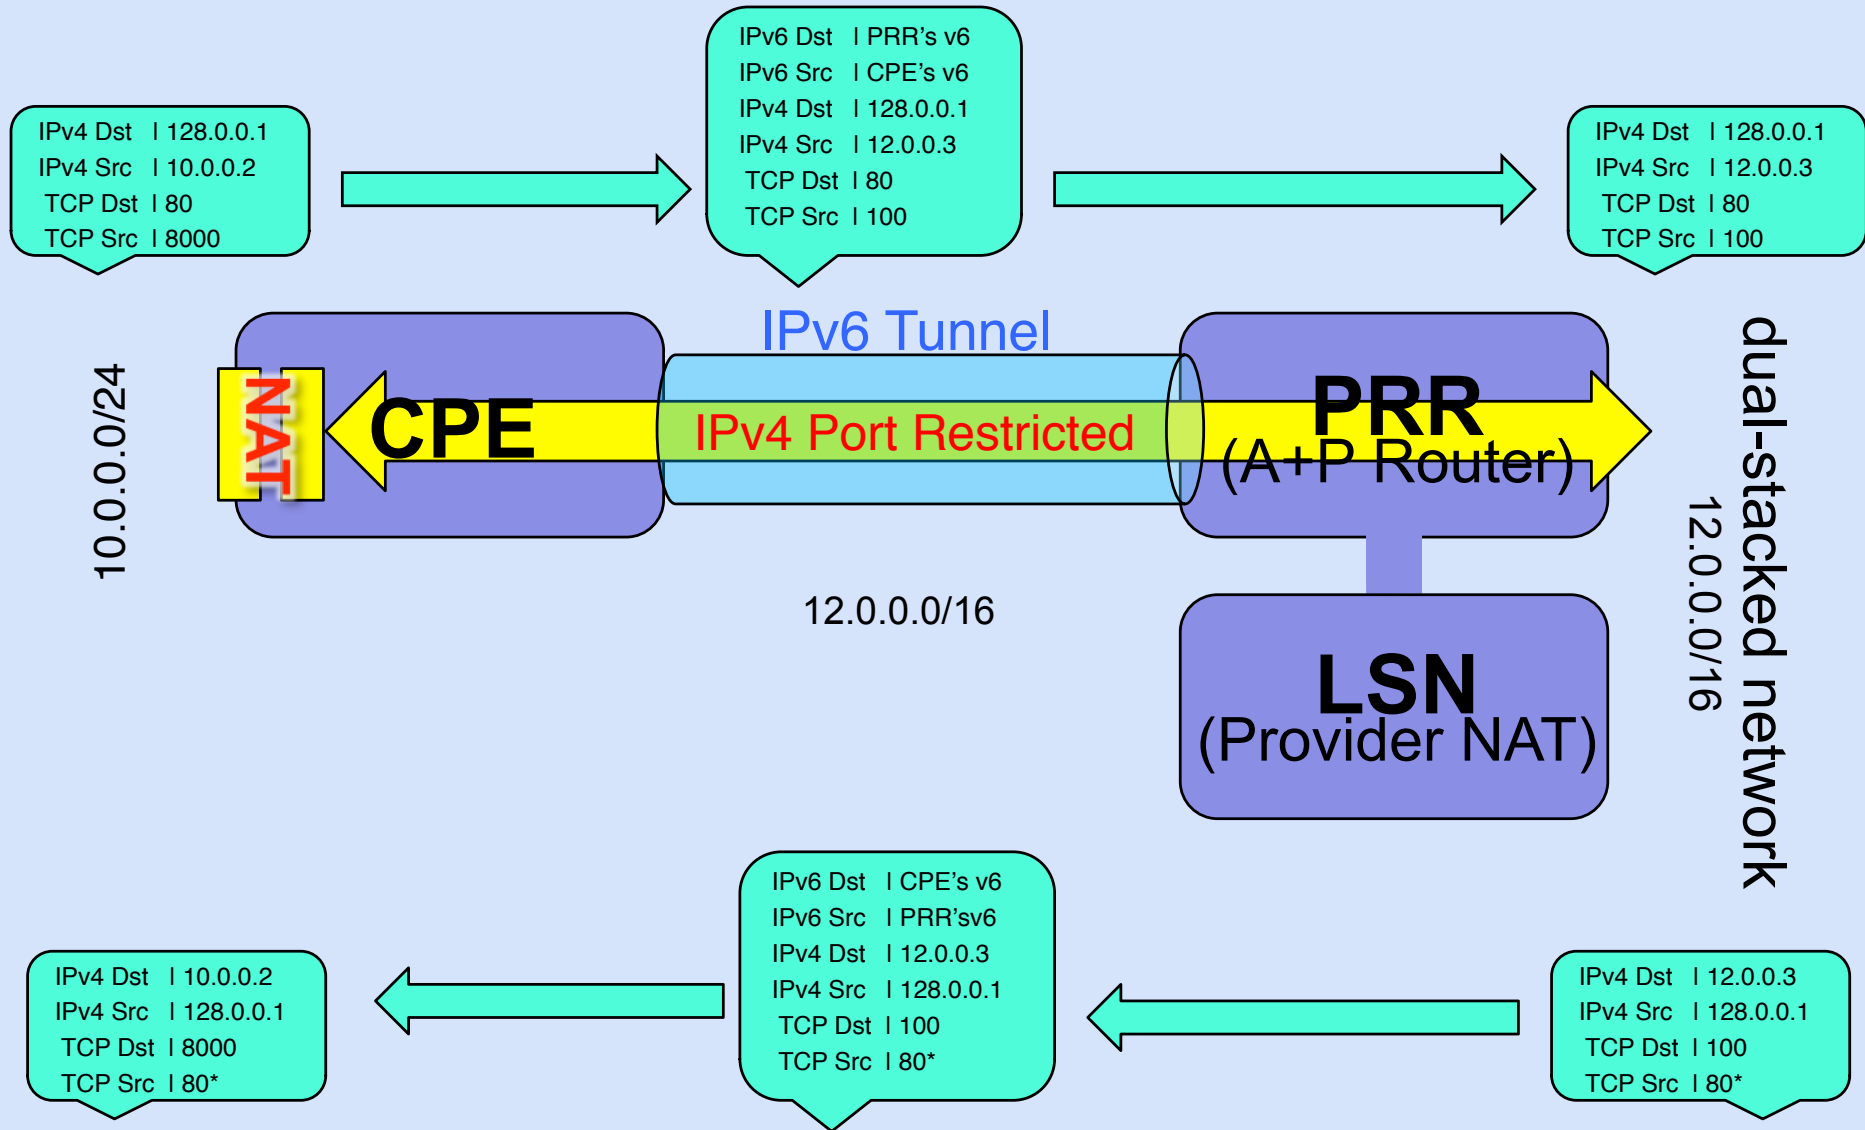 IPv6 Dst | PRR's v6
IPv6 Src | CPE's v6
IPv4 Dst | 128.0.0.1
IPv4 Src | 12.0.0.3
TCP Dst | 80
TCP Src | 100
IPv4 Dst | 128.0.0.1
IPv4 Src | 10.0.0.2
TCP Dst | 80
TCP Src | 8000
IPv4 Dst | 128.0.0.1
IPv4 Src | 12.0.0.3
TCP Dst | 80
TCP Src | 100
10.0.0.0/24
NAT
CPE
IPv6 Tunnel
IPv4 Port Restricted
PRR
(A+P Router)
12.0.0.0/16
LSN
(Provider NAT)
dual-stacked network
12.0.0.0/16
IPv4 Dst | 10.0.0.2
IPv4 Src | 128.0.0.1
TCP Dst | 8000
TCP Src | 80*
IPv6 Dst | CPE's v6
IPv6 Src | PRR'sv6
IPv4 Dst | 12.0.0.3
IPv4 Src | 128.0.0.1
TCP Dst | 100
TCP Src | 80*
IPv4 Dst | 12.0.0.3
IPv4 Src | 128.0.0.1
TCP Dst | 100
TCP Src | 80*